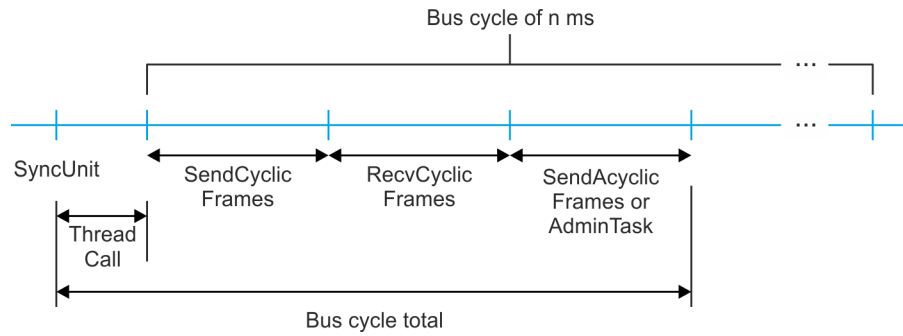 Bus cycle of n ms
...
...
SyncUnit
SendCyclic
Frames
RecvCyclic
Frames
SendAcyclic
Frames or
AdminTask
Thread
Call
Bus cycle total